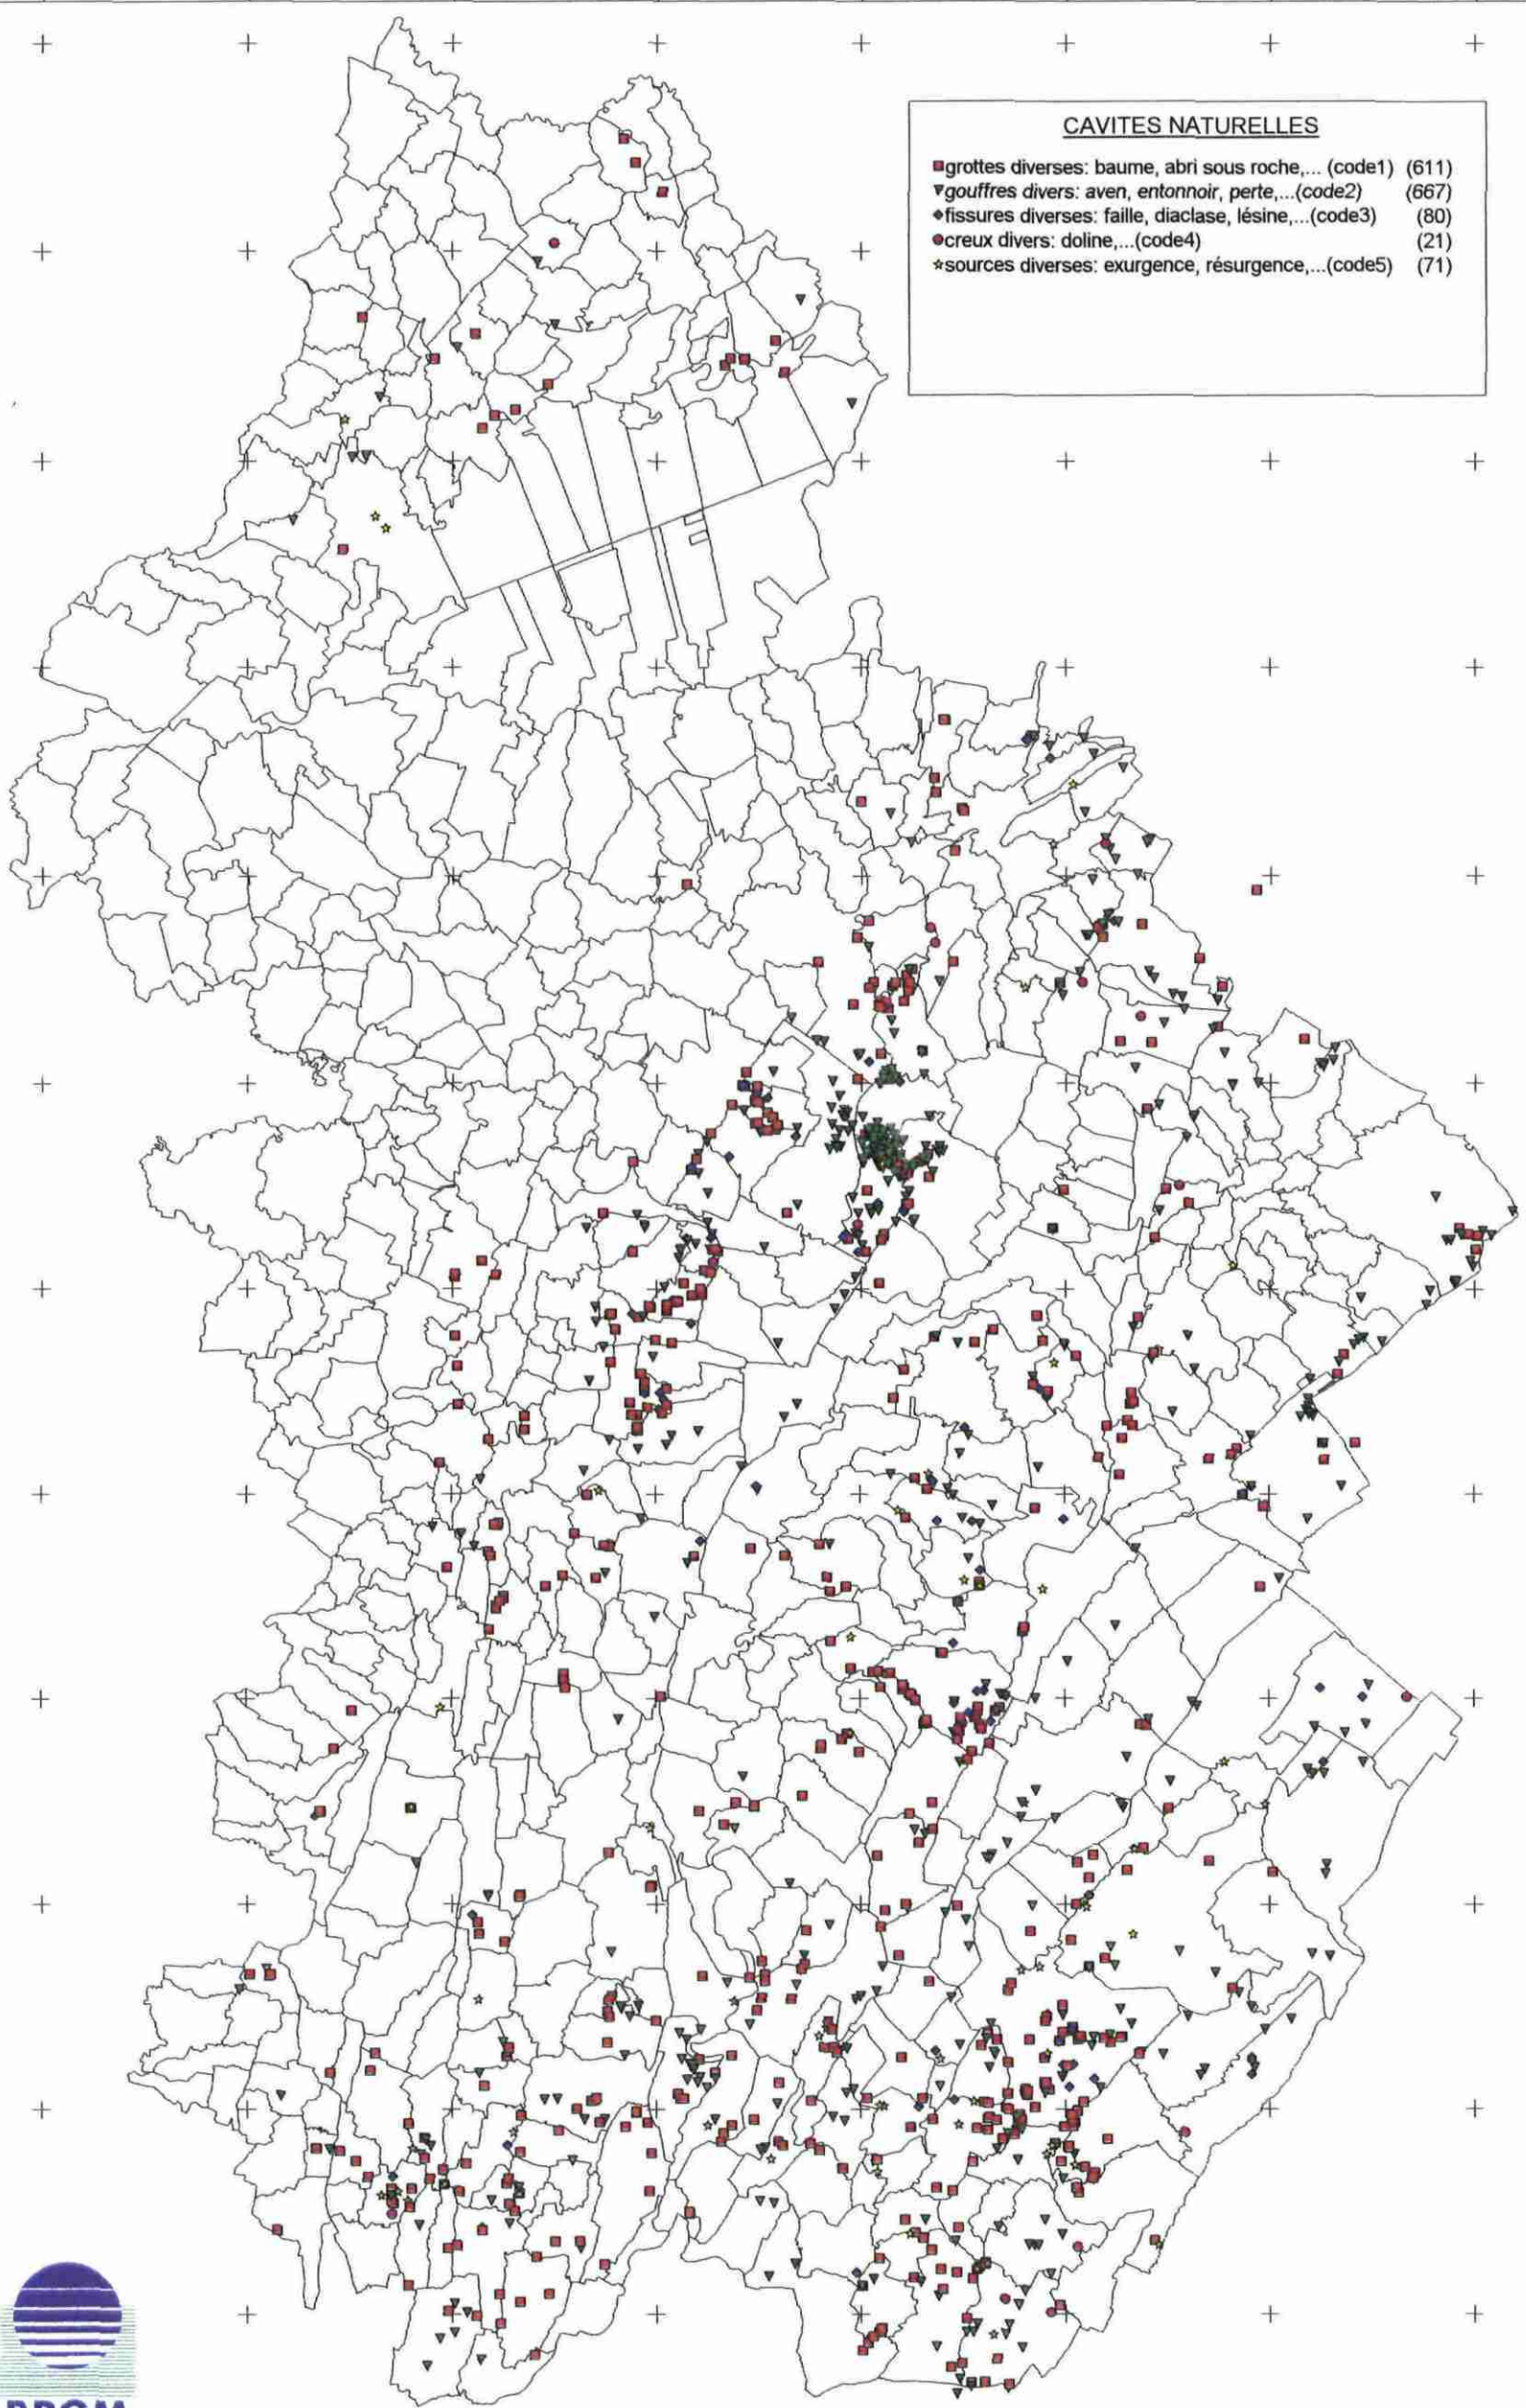 CAVITES NATURELLES
grottes diverses: baume, abri sous roche,... (code1) (611)
gouffres divers: aven, entonnoir, perte,...(code2) (667)
fissures diverses: faille, diaclase, lésine,...(code3) (80)
creux divers: doline,...(code4) (21)
sources diverses: exurgence, résurgence,...(code5) (71)
BRGM